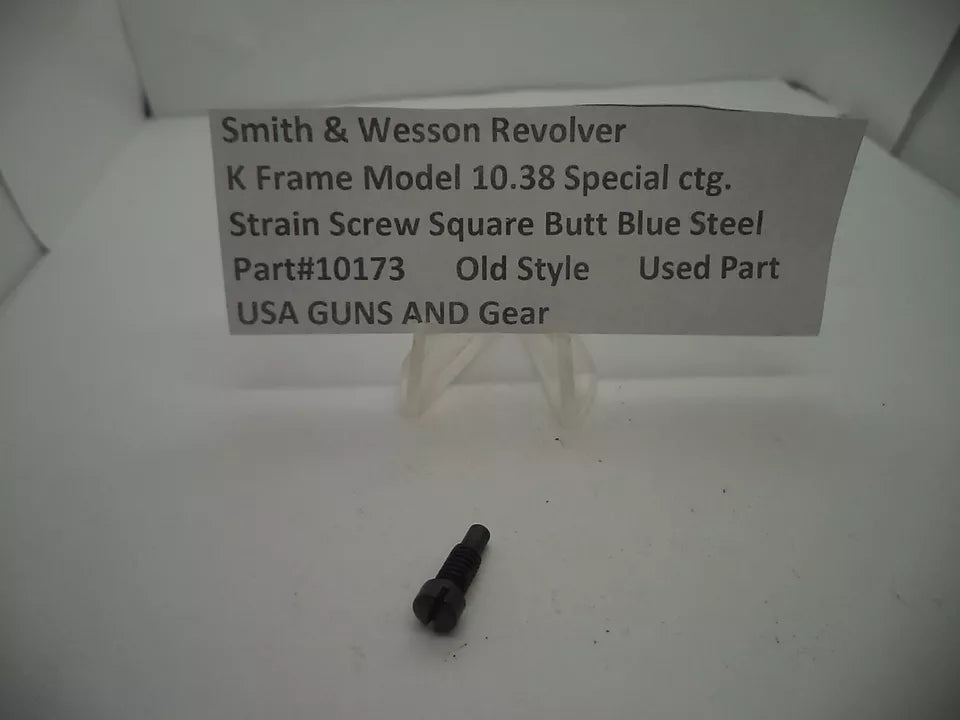 Smith & Wesson Revolver
K Frame Model 10.38 Special ctg.
Strain Screw Square Butt Blue Steel
Part#10173 Old Style Used Part
USA GUNS AND Gear